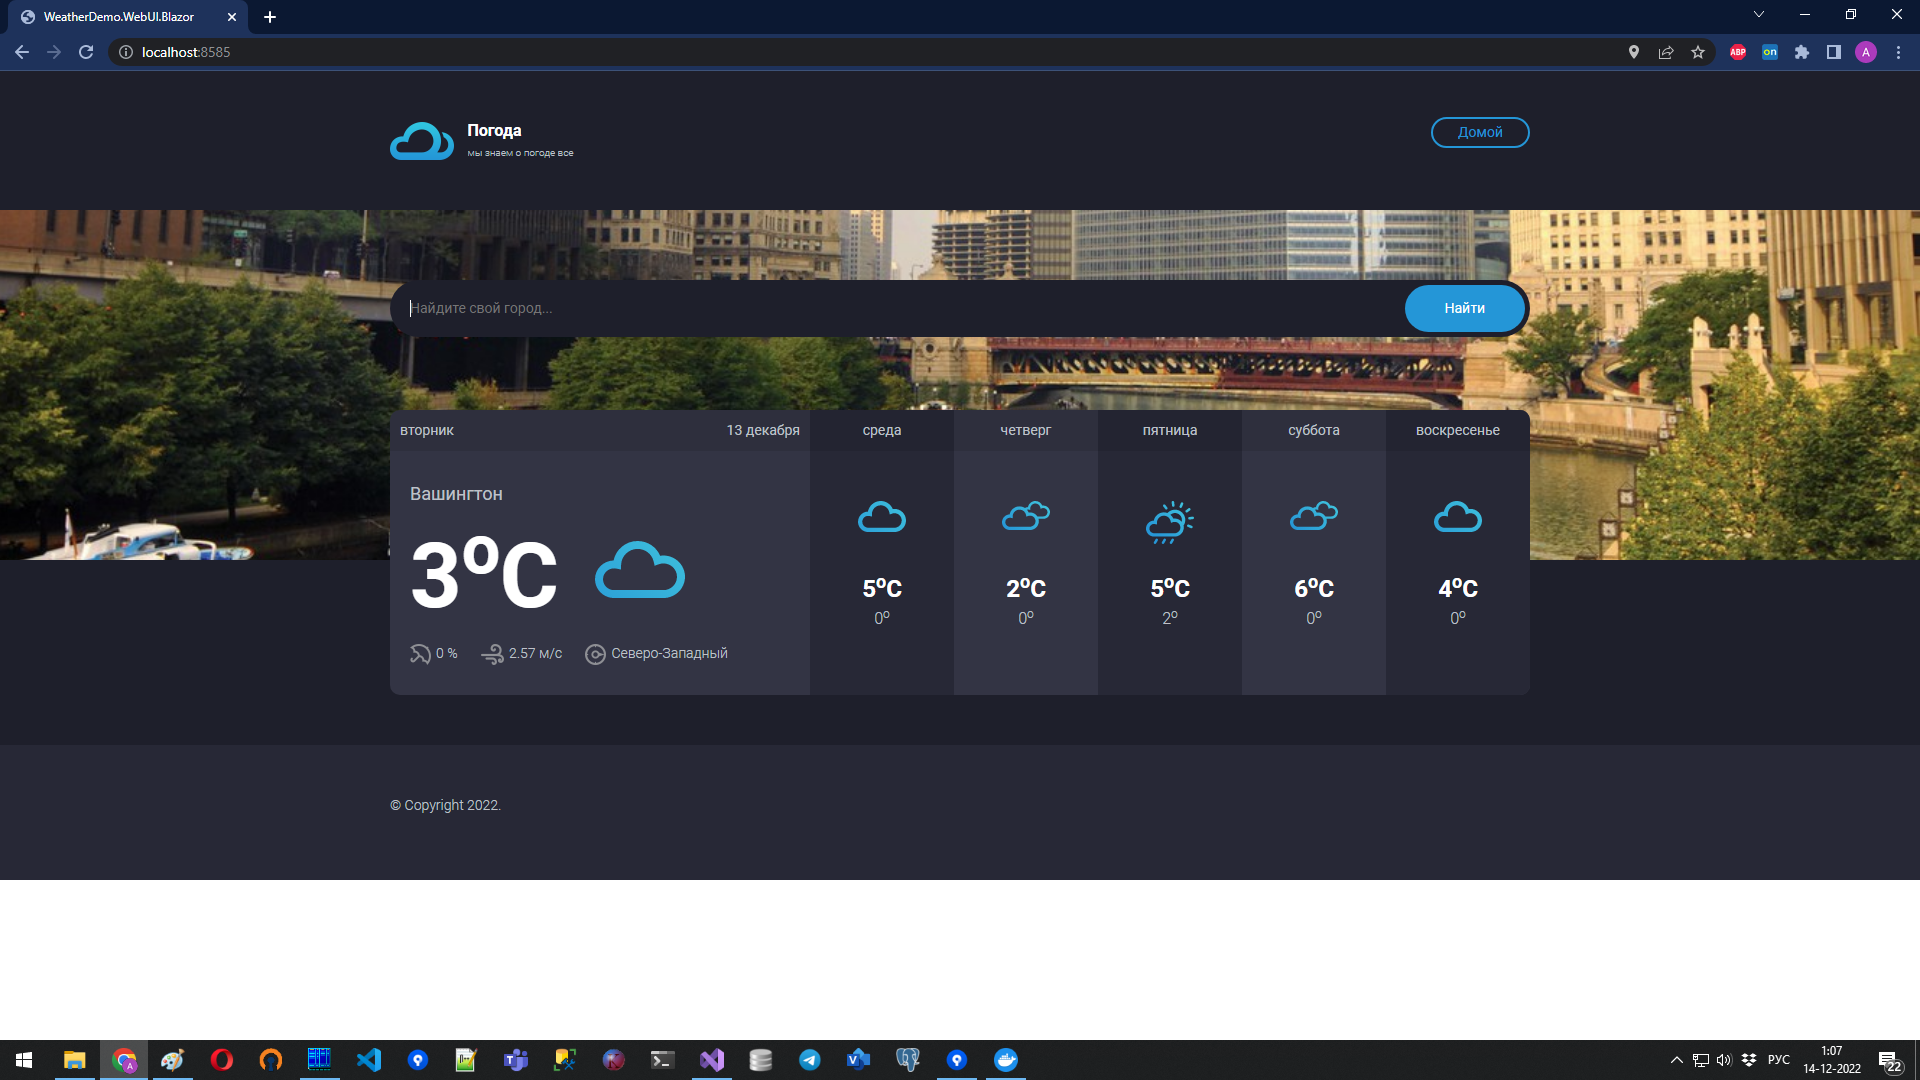 WeatherDemo.WebUI.Blazor
localhost:8585
ABP
on
A
Погода
мы знаем о погоде все
Домой
Найдите свой город...
Найти
вторник
13 декабря
среда
четверг
пятница
суббота
воскресенье
Вашингтон
3°C
5°C
2°C
5°C
6°C
4°C
0°
0°
2°
0°
0°
0 %
2.57 м/с
Северо-Западный
© Copyright 2022.
РУС
1:07
14-12-2022
22